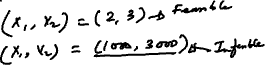 (x₁, x₂) = (2, 3) → Feasible
(x₁, x₂) = (1000, 3000) ← Infeasible